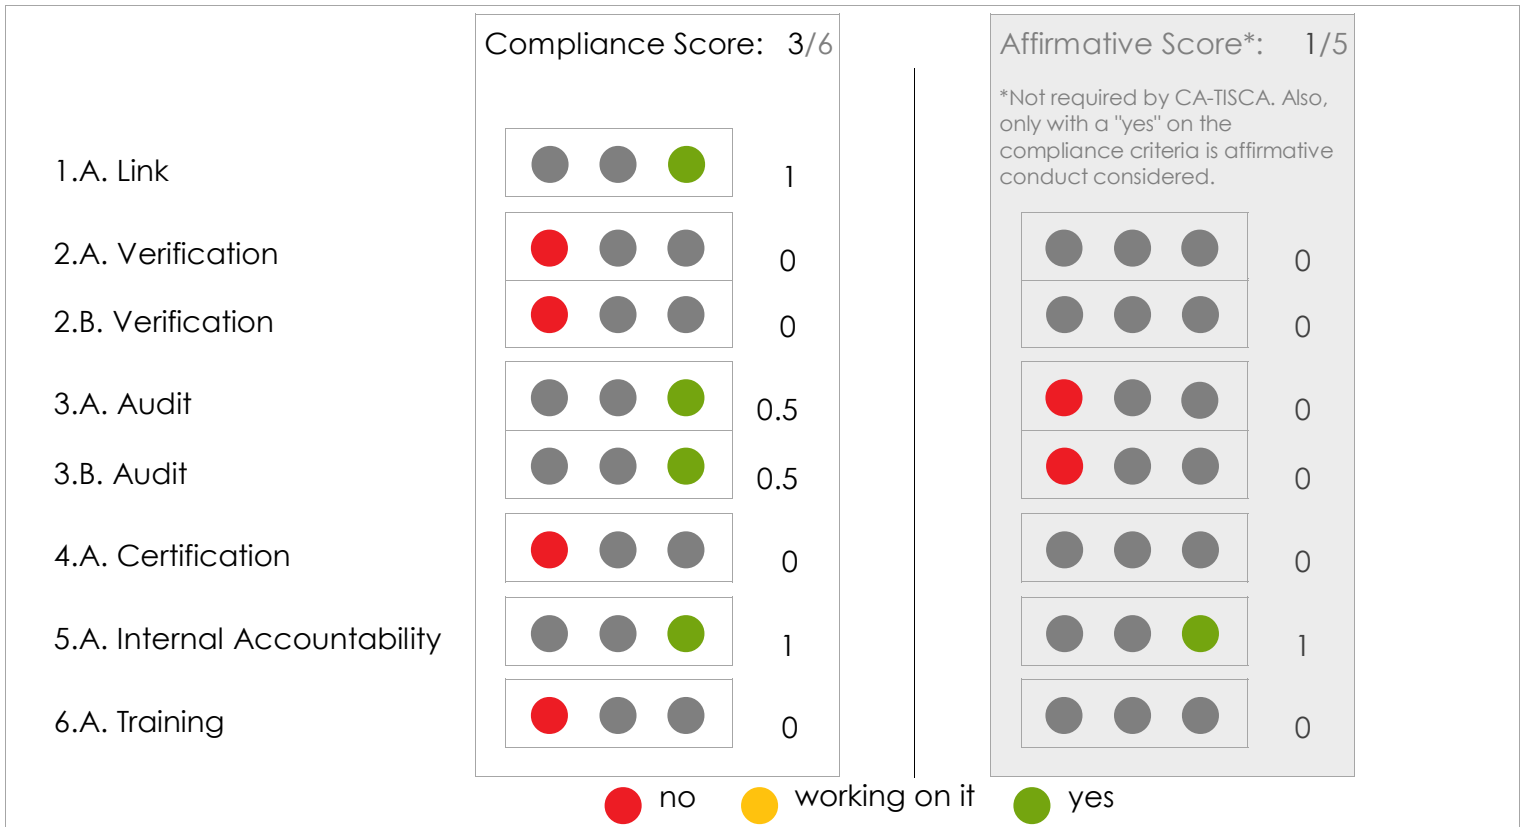 Compliance Score: 3/6
Affirmative Score*: 1/5
*Not required by CA-TISCA. Also,
only with a "yes" on the
compliance criteria is affirmative
conduct considered.
1.A. Link 1
2.A. Verification 0 0
2.B. Verification 0 0
3.A. Audit 0.5 0
3.B. Audit 0.5 0
4.A. Certification 0 0
5.A. Internal Accountability 1 1
6.A. Training 0 0
no working on it yes